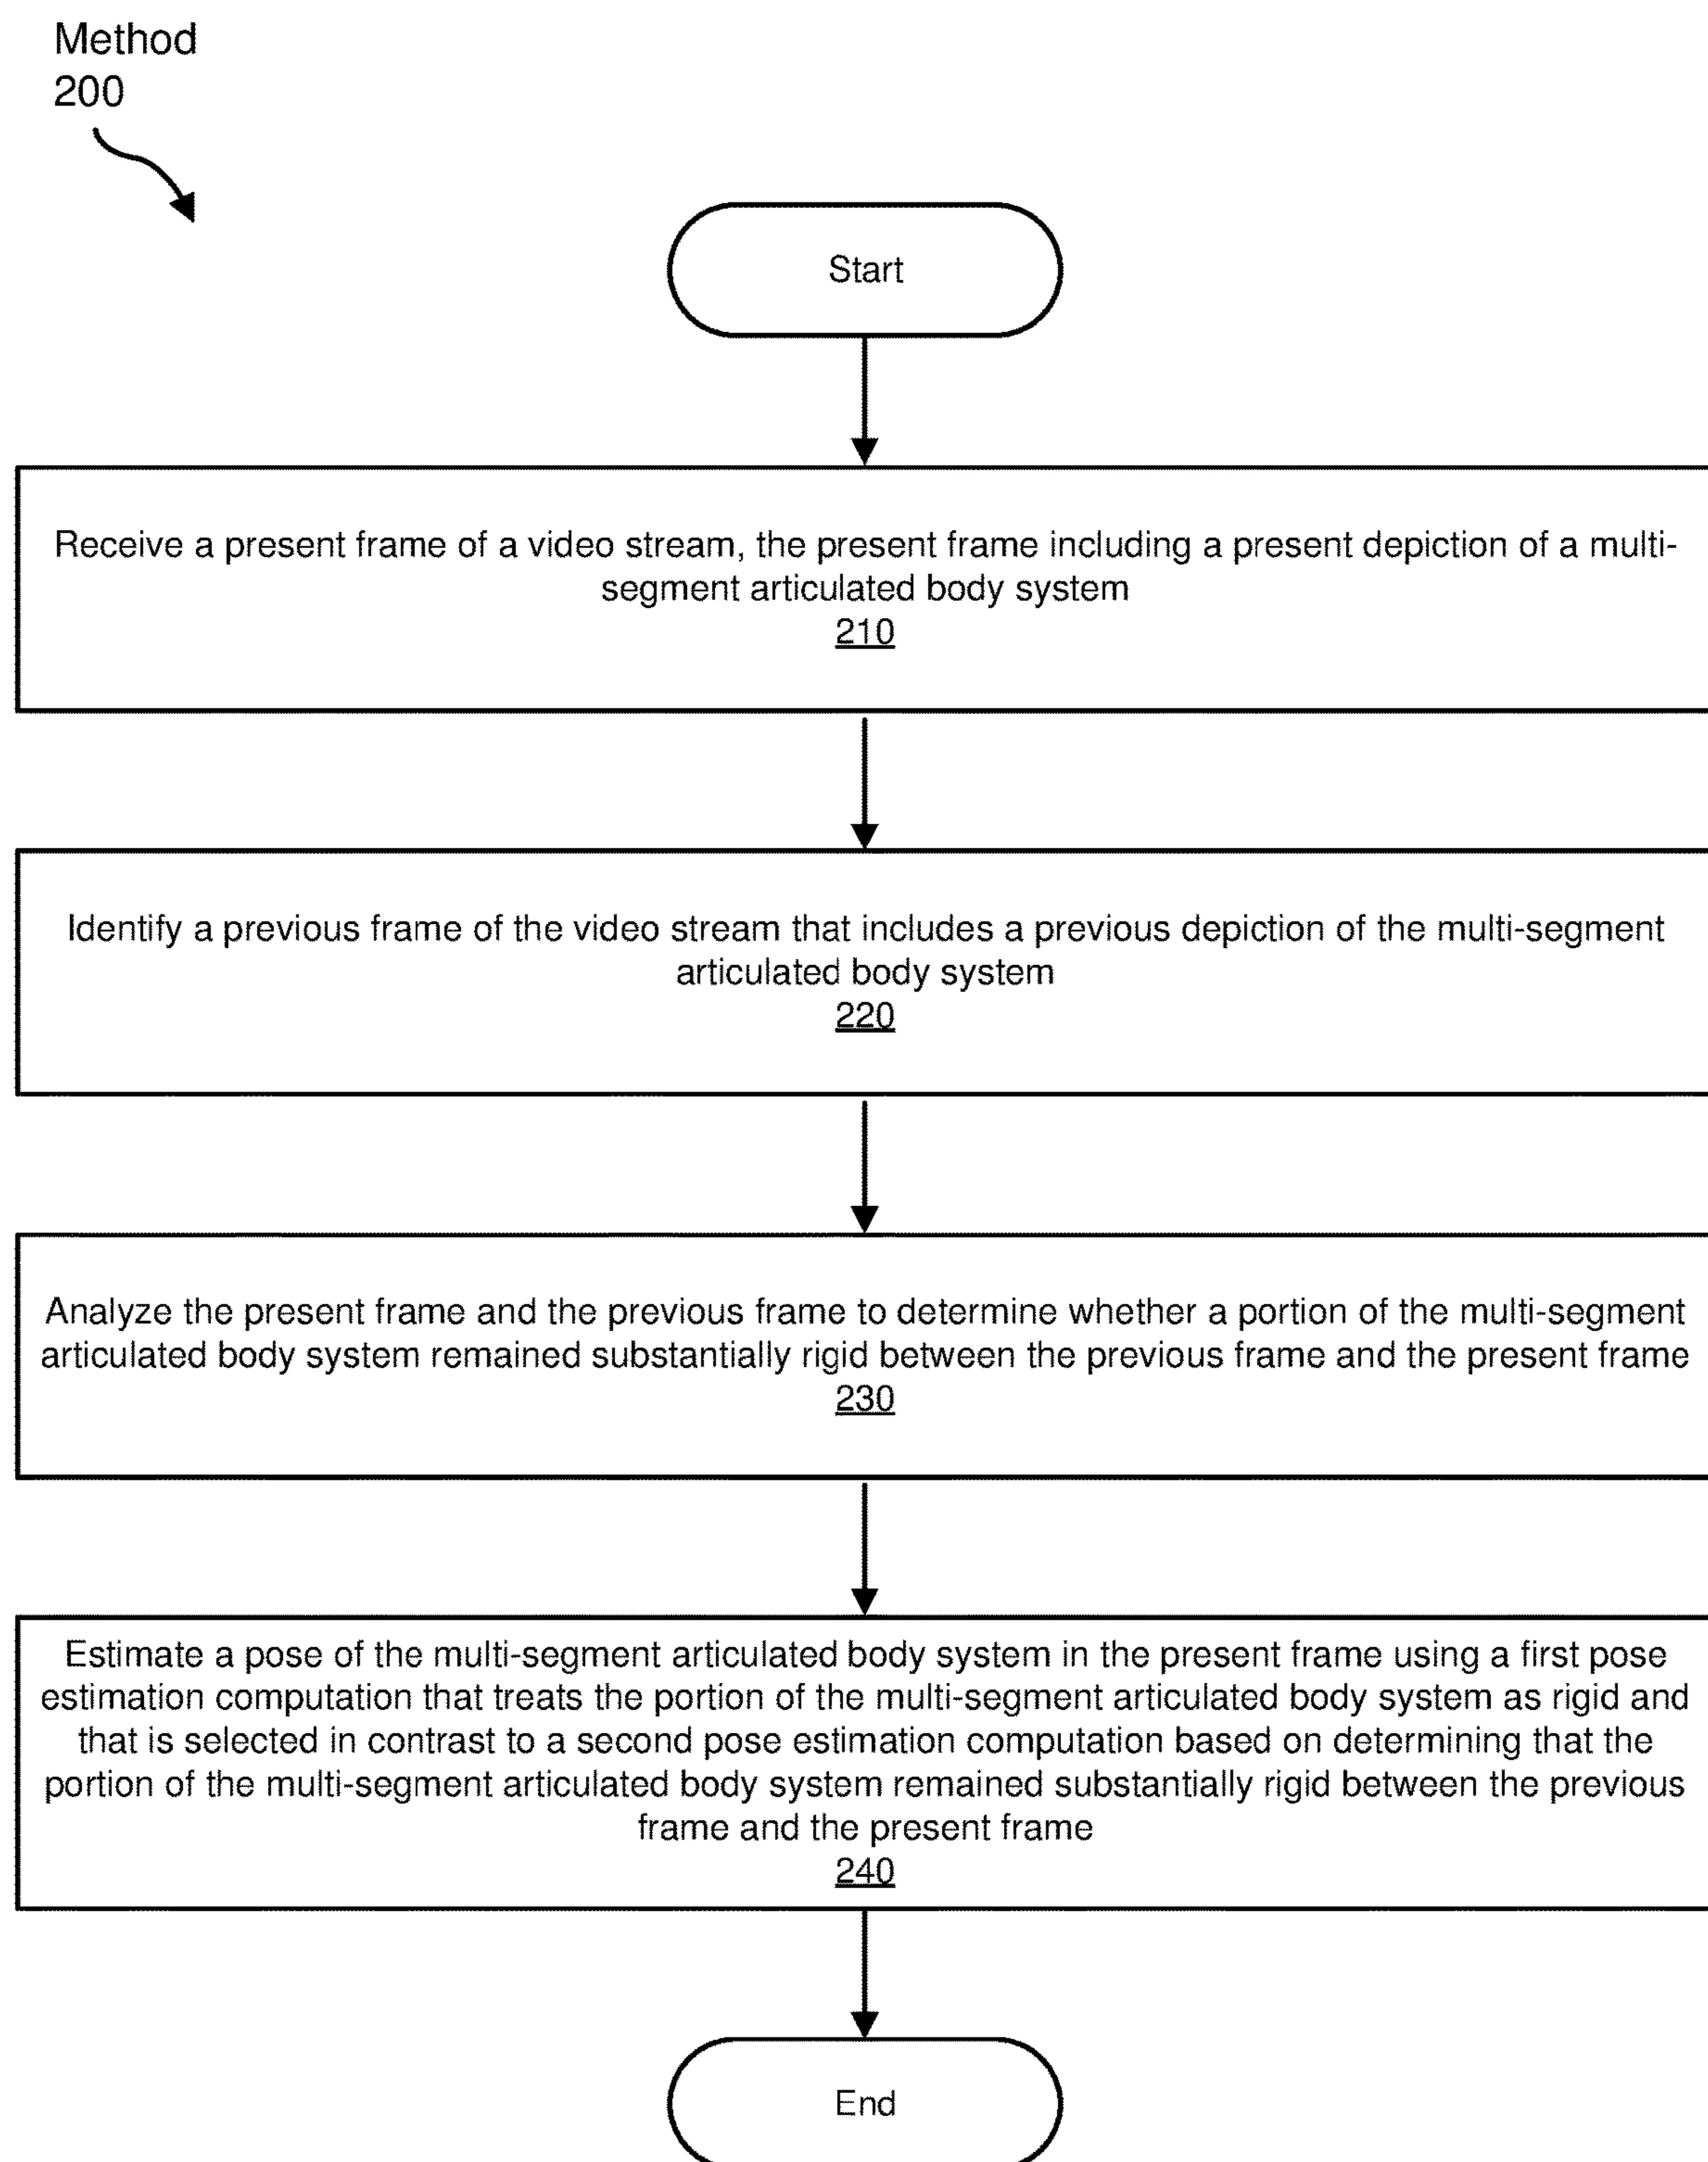 Method
200
Start
Receive a present frame of a video stream, the present frame including a present depiction of a multi-
segment articulated body system
210
Identify a previous frame of the video stream that includes a previous depiction of the multi-segment
articulated body system
220
Analyze the present frame and the previous frame to determine whether a portion of the multi-segment
articulated body system remained substantially rigid between the previous frame and the present frame
230
Estimate a pose of the multi-segment articulated body system in the present frame using a first pose
estimation computation that treats the portion of the multi-segment articulated body system as rigid and
that is selected in contrast to a second pose estimation computation based on determining that the
portion of the multi-segment articulated body system remained substantially rigid between the previous
frame and the present frame
240
End